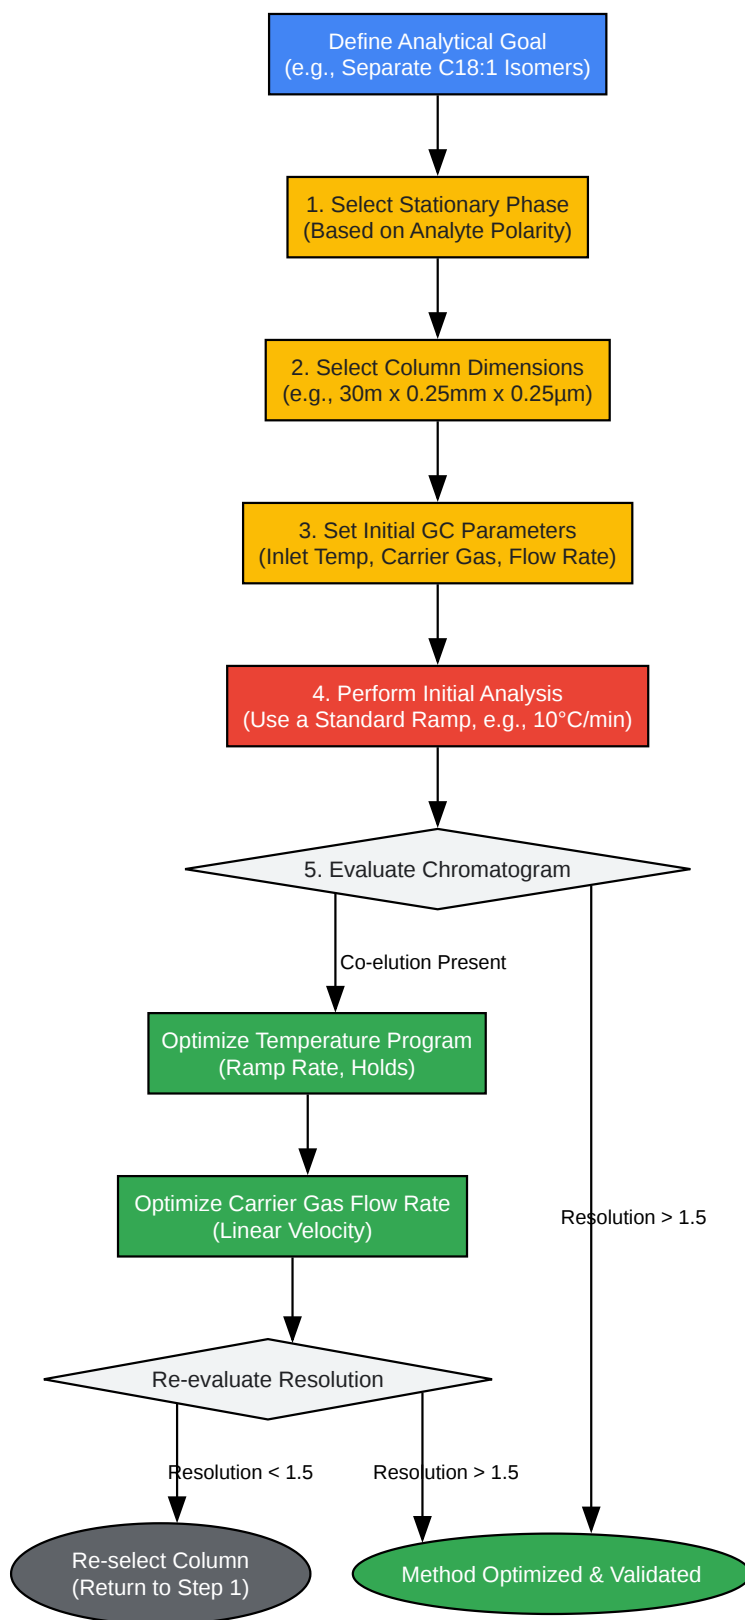 Define Analytical Goal
(e.g., Separate C18:1 Isomers)
1. Select Stationary Phase
(Based on Analyte Polarity)
2. Select Column Dimensions
(e.g., 30m x 0.25mm x 0.25µm)
3. Set Initial GC Parameters
(Inlet Temp, Carrier Gas, Flow Rate)
4. Perform Initial Analysis
(Use a Standard Ramp, e.g., 10°C/min)
5. Evaluate Chromatogram
Co-elution Present
Optimize Temperature Program
(Ramp Rate, Holds)
Optimize Carrier Gas Flow Rate
(Linear Velocity)
Resolution > 1.5
Re-evaluate Resolution
Resolution < 1.5
Resolution > 1.5
Re-select Column
(Return to Step 1)
Method Optimized & Validated